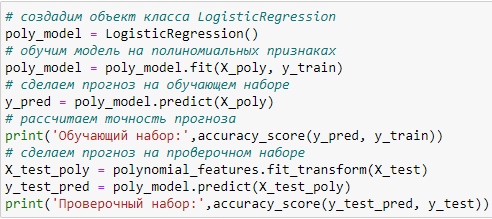 # создадим объект класса LogisticRegression
poly_model = LogisticRegression()
# обучим модель на полиномиальных признаках
poly_model = poly_model.fit(X_poly, y_train)
# сделаем прогноз на обучающем наборе
y_pred = poly_model.predict(X_poly)
# рассчитаем точность прогноза
print('Обучающий набор:',accuracy_score(y_pred, y_train))
# сделаем прогноз на проверочном наборе
X_test_poly = polynomial_features.fit_transform(X_test)
y_test_pred = poly_model.predict(X_test_poly)
print('Проверочный набор:',accuracy_score(y_test_pred, y_test))